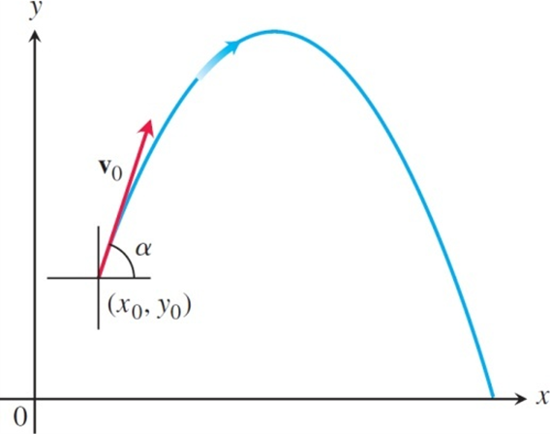 y
v₀
α
(x₀, y₀)
0
x